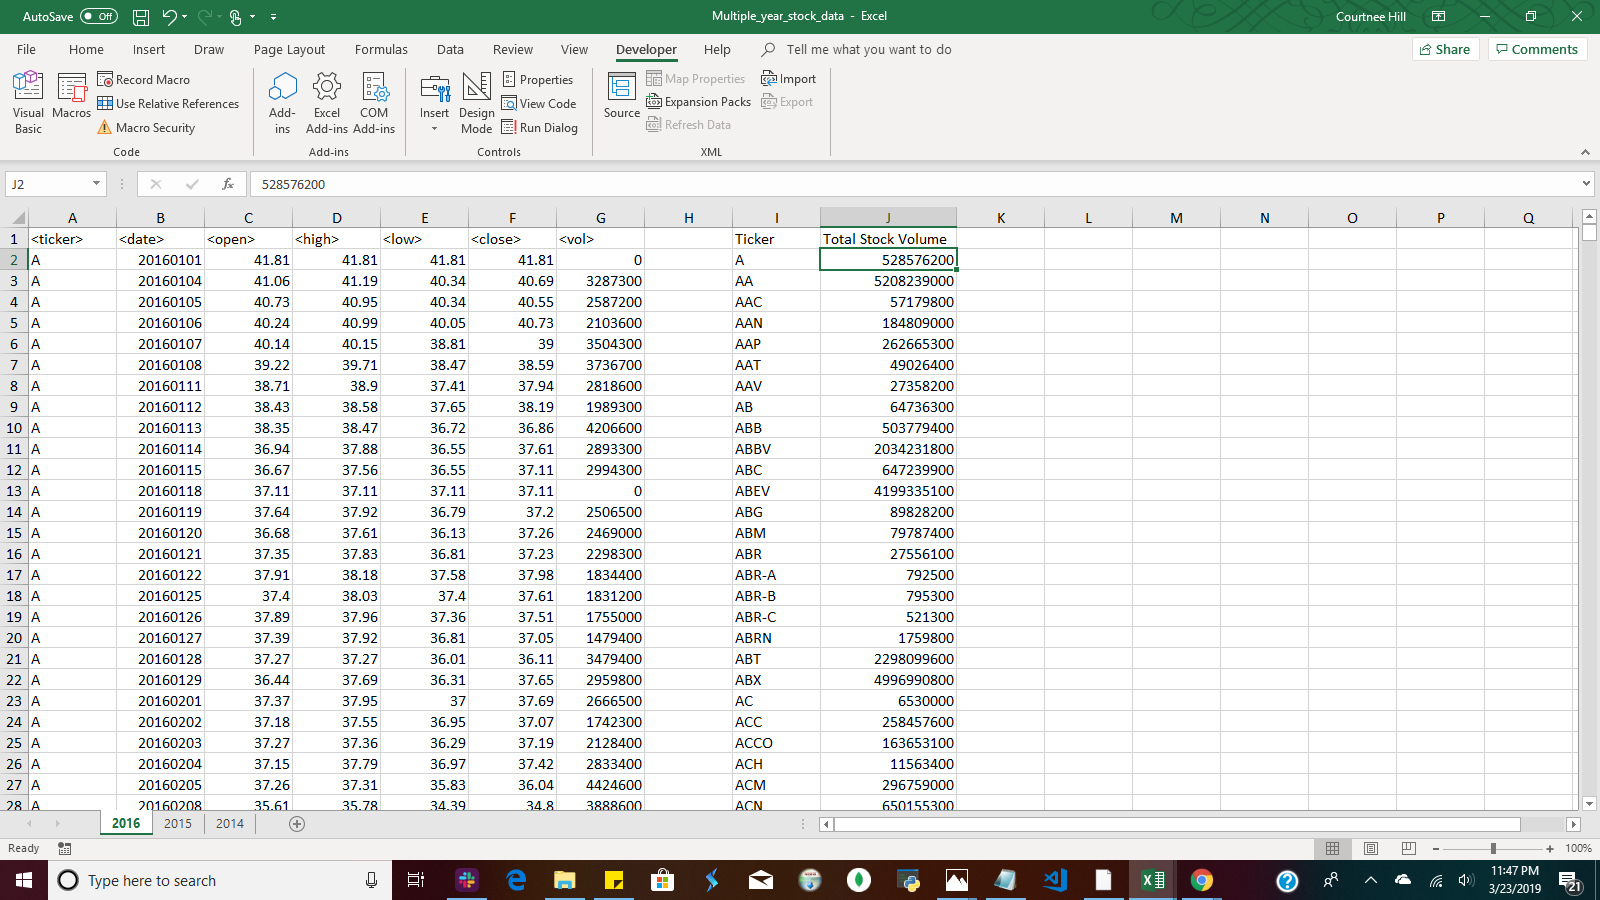 AutoSave Off Multiple_year_stock_data - Excel Courtnee Hill
File Home Insert Draw Page Layout Formulas Data Review View Developer Help Tell me what you want to do Share Comments
Visual Basic
Macros
Record Macro
Use Relative References
Macro Security
Code
Add-ins
Excel Add-ins
COM Add-ins
Add-ins
Insert
Design Mode
Properties
View Code
Run Dialog
Controls
Source
Map Properties
Expansion Packs
Refresh Data
Import
Export
XML
J2 fx 528576200
A B C D E F G H I J K L M N O P Q
1 <ticker> <date> <open> <high> <low> <close> <vol> Ticker Total Stock Volume
2 A 20160101 41.81 41.81 41.81 41.81 0 A 528576200
3 A 20160104 41.06 41.19 40.34 40.69 3287300 AA 5208239000
4 A 20160105 40.73 40.95 40.34 40.55 2587200 AAC 57179800
5 A 20160106 40.24 40.99 40.05 40.73 2103600 AAN 184809000
6 A 20160107 40.14 40.15 38.81 39 3504300 AAP 262665300
7 A 20160108 39.22 39.71 38.47 38.59 3736700 AAT 49026400
8 A 20160111 38.71 38.9 37.41 37.94 2818600 AAV 27358200
9 A 20160112 38.43 38.58 37.65 38.19 1989300 AB 64736300
10 A 20160113 38.35 38.47 36.72 36.86 4206600 ABB 503779400
11 A 20160114 36.94 37.88 36.55 37.61 2893300 ABBV 2034231800
12 A 20160115 36.67 37.56 36.55 37.11 2994300 ABC 647239900
13 A 20160118 37.11 37.11 37.11 37.11 0 ABEV 4199335100
14 A 20160119 37.64 37.92 36.79 37.2 2506500 ABG 89828200
15 A 20160120 36.68 37.61 36.13 37.26 2469000 ABM 79787400
16 A 20160121 37.35 37.83 36.81 37.23 2298300 ABR 27556100
17 A 20160122 37.91 38.18 37.58 37.98 1834400 ABR-A 792500
18 A 20160125 37.4 38.03 37.4 37.61 1831200 ABR-B 795300
19 A 20160126 37.89 37.96 37.36 37.51 1755000 ABR-C 521300
20 A 20160127 37.39 37.92 36.81 37.05 1479400 ABRN 1759800
21 A 20160128 37.27 37.27 36.01 36.11 3479400 ABT 2298099600
22 A 20160129 36.44 37.69 36.31 37.65 2959800 ABX 4996990800
23 A 20160201 37.37 37.95 37 37.69 2666500 AC 6530000
24 A 20160202 37.18 37.55 36.95 37.07 1742300 ACC 258457600
25 A 20160203 37.27 37.36 36.29 37.19 2128400 ACCO 163653100
26 A 20160204 37.15 37.79 36.97 37.42 2833400 ACH 11563400
27 A 20160205 37.26 37.31 35.83 36.04 4424600 ACM 296759000
28 A 20160208 35.61 35.78 34.39 34.8 3888600 ACN 650155300
2016 2015 2014
Ready 100%
Type here to search
11:47 PM
3/23/2019
21